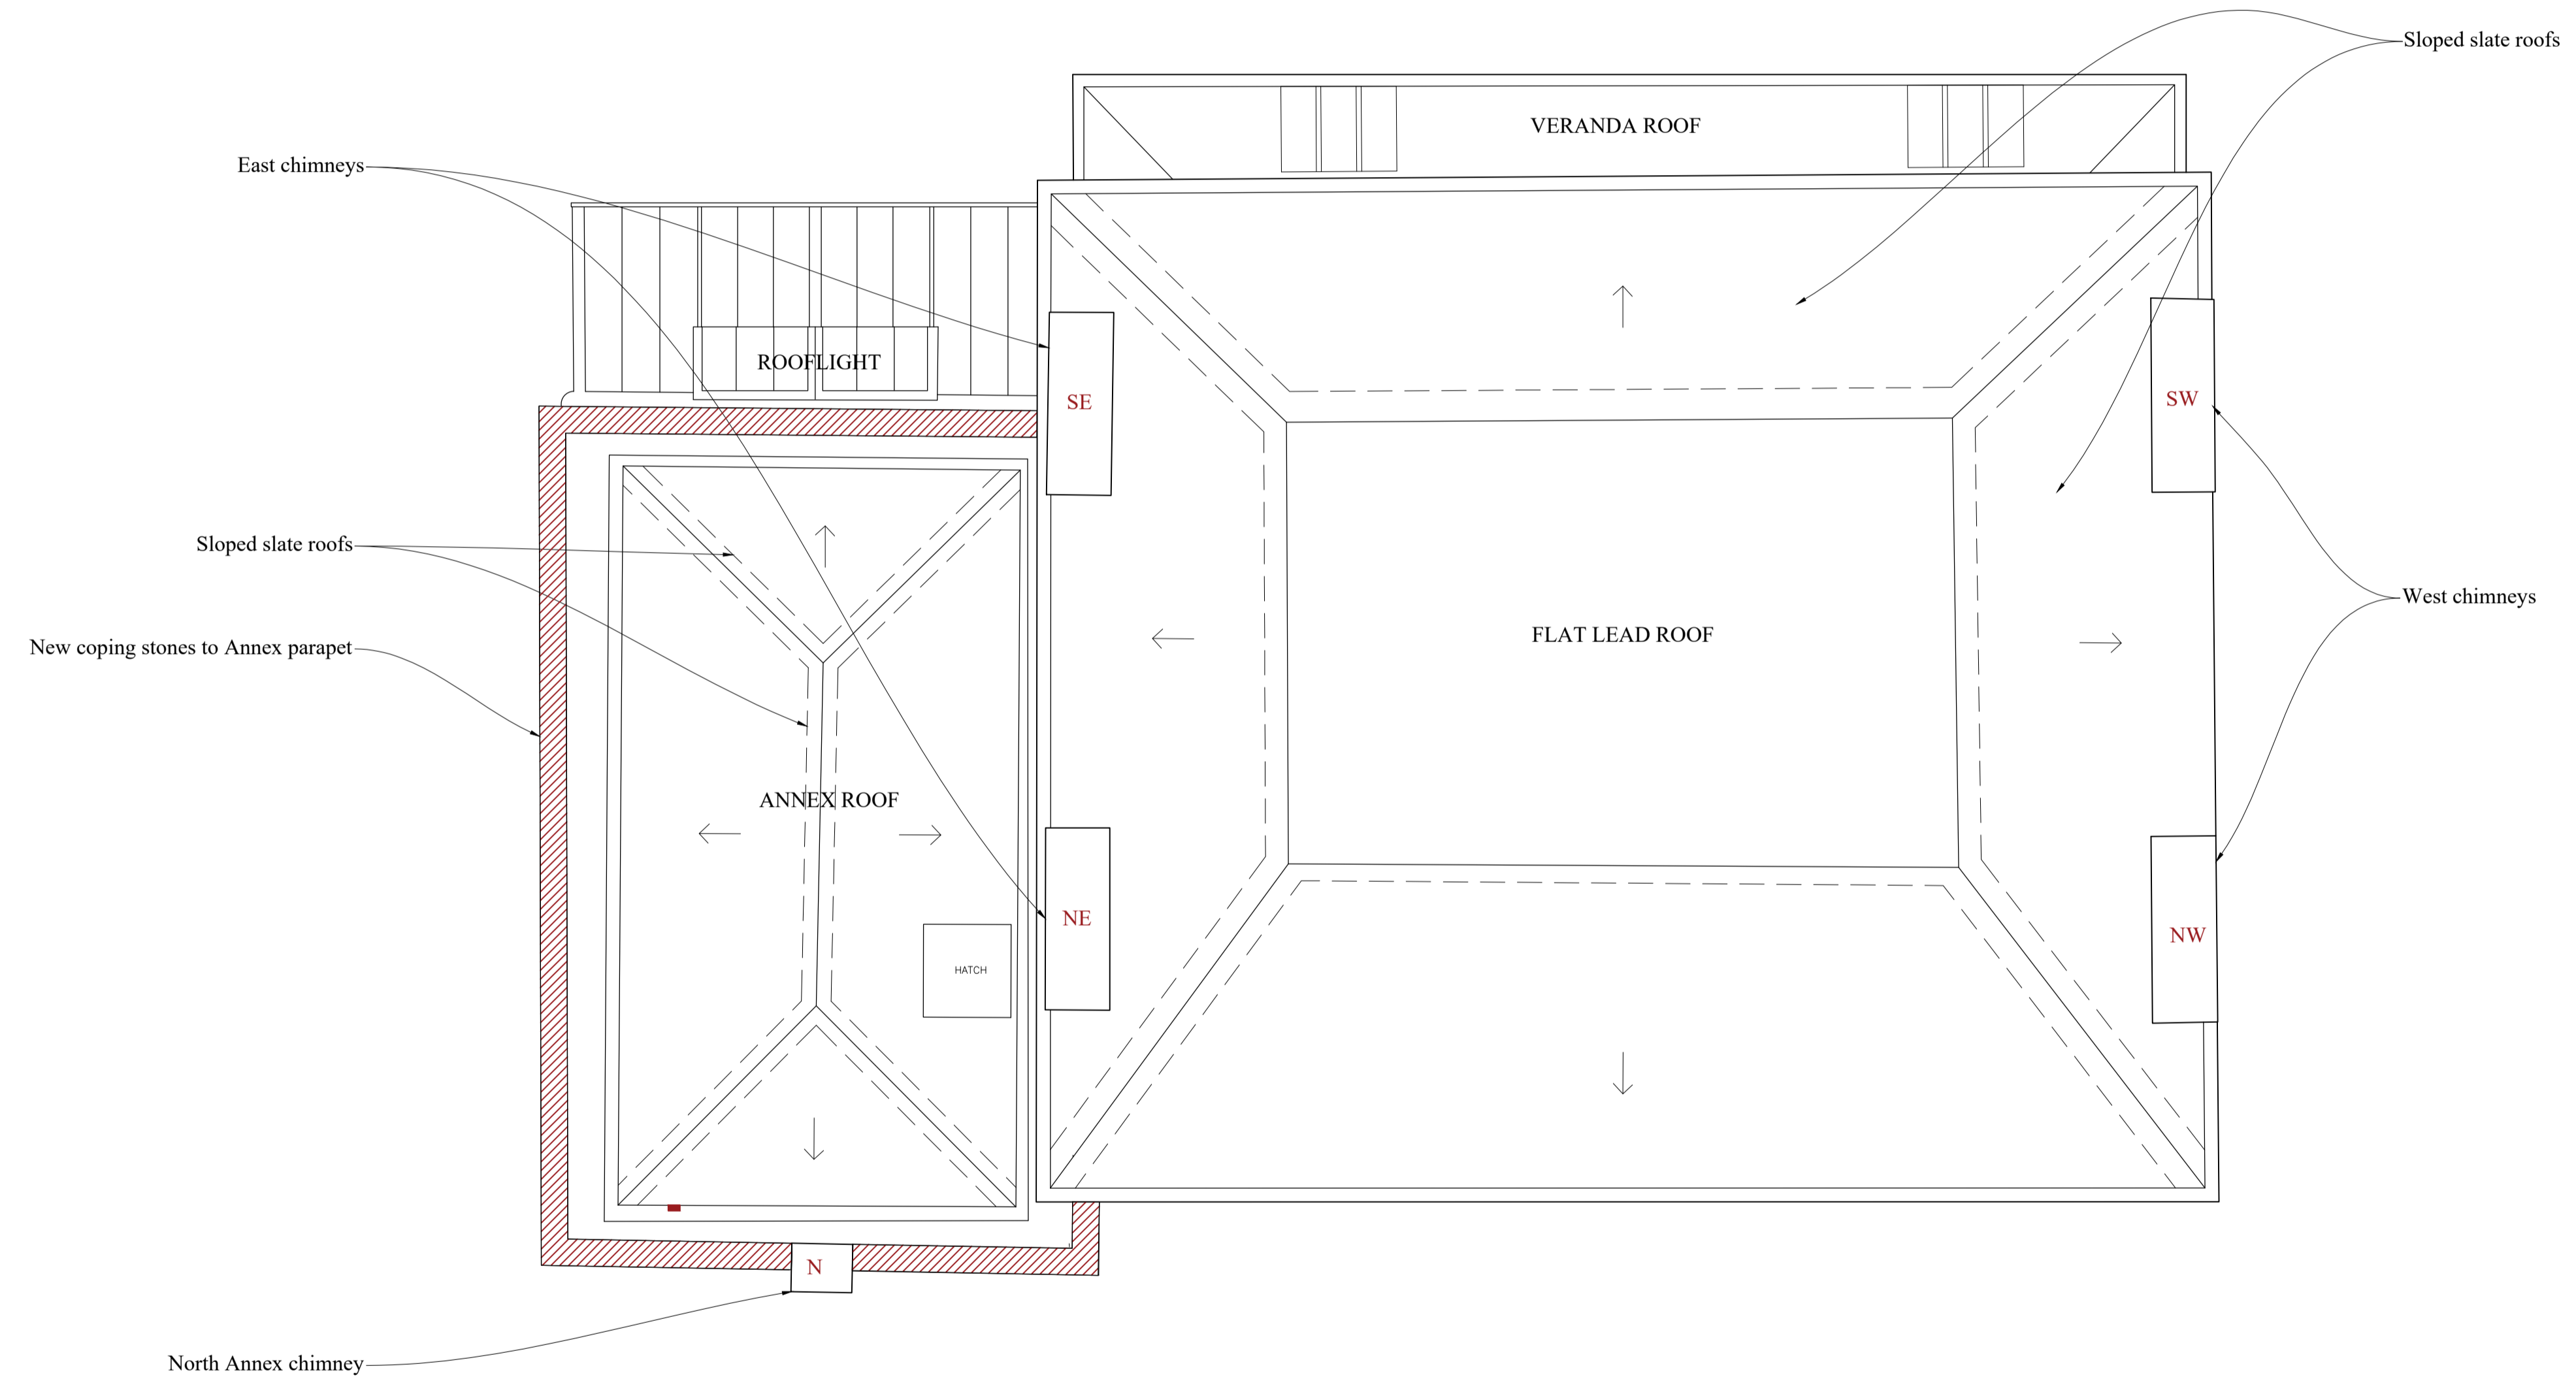 Sloped slate roofs
VERANDA ROOF
East chimneys
ROOFLIGHT
SE
SW
Sloped slate roofs
West chimneys
FLAT LEAD ROOF
New coping stones to Annex parapet
ANNEX ROOF
NE
NW
HATCH
N
North Annex chimney